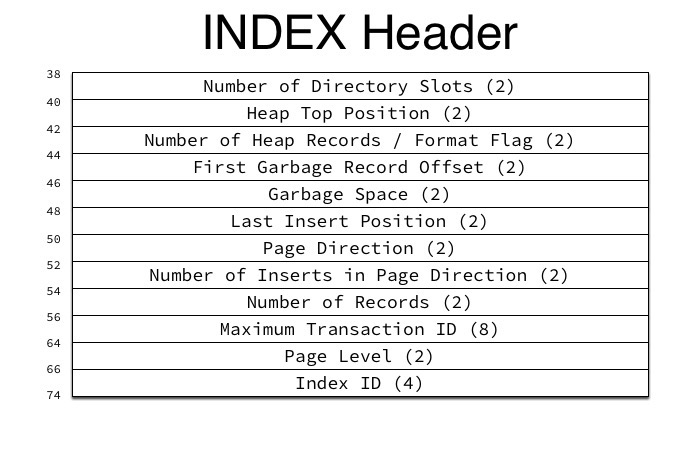 INDEX Header
38
Number of Directory Slots (2)
40
Heap Top Position (2)
42
Number of Heap Records / Format Flag (2)
44
First Garbage Record Offset (2)
46
Garbage Space (2)
48
Last Insert Position (2)
50
Page Direction (2)
52
Number of Inserts in Page Direction (2)
54
Number of Records (2)
56
Maximum Transaction ID (8)
64
Page Level (2)
66
Index ID (4)
74